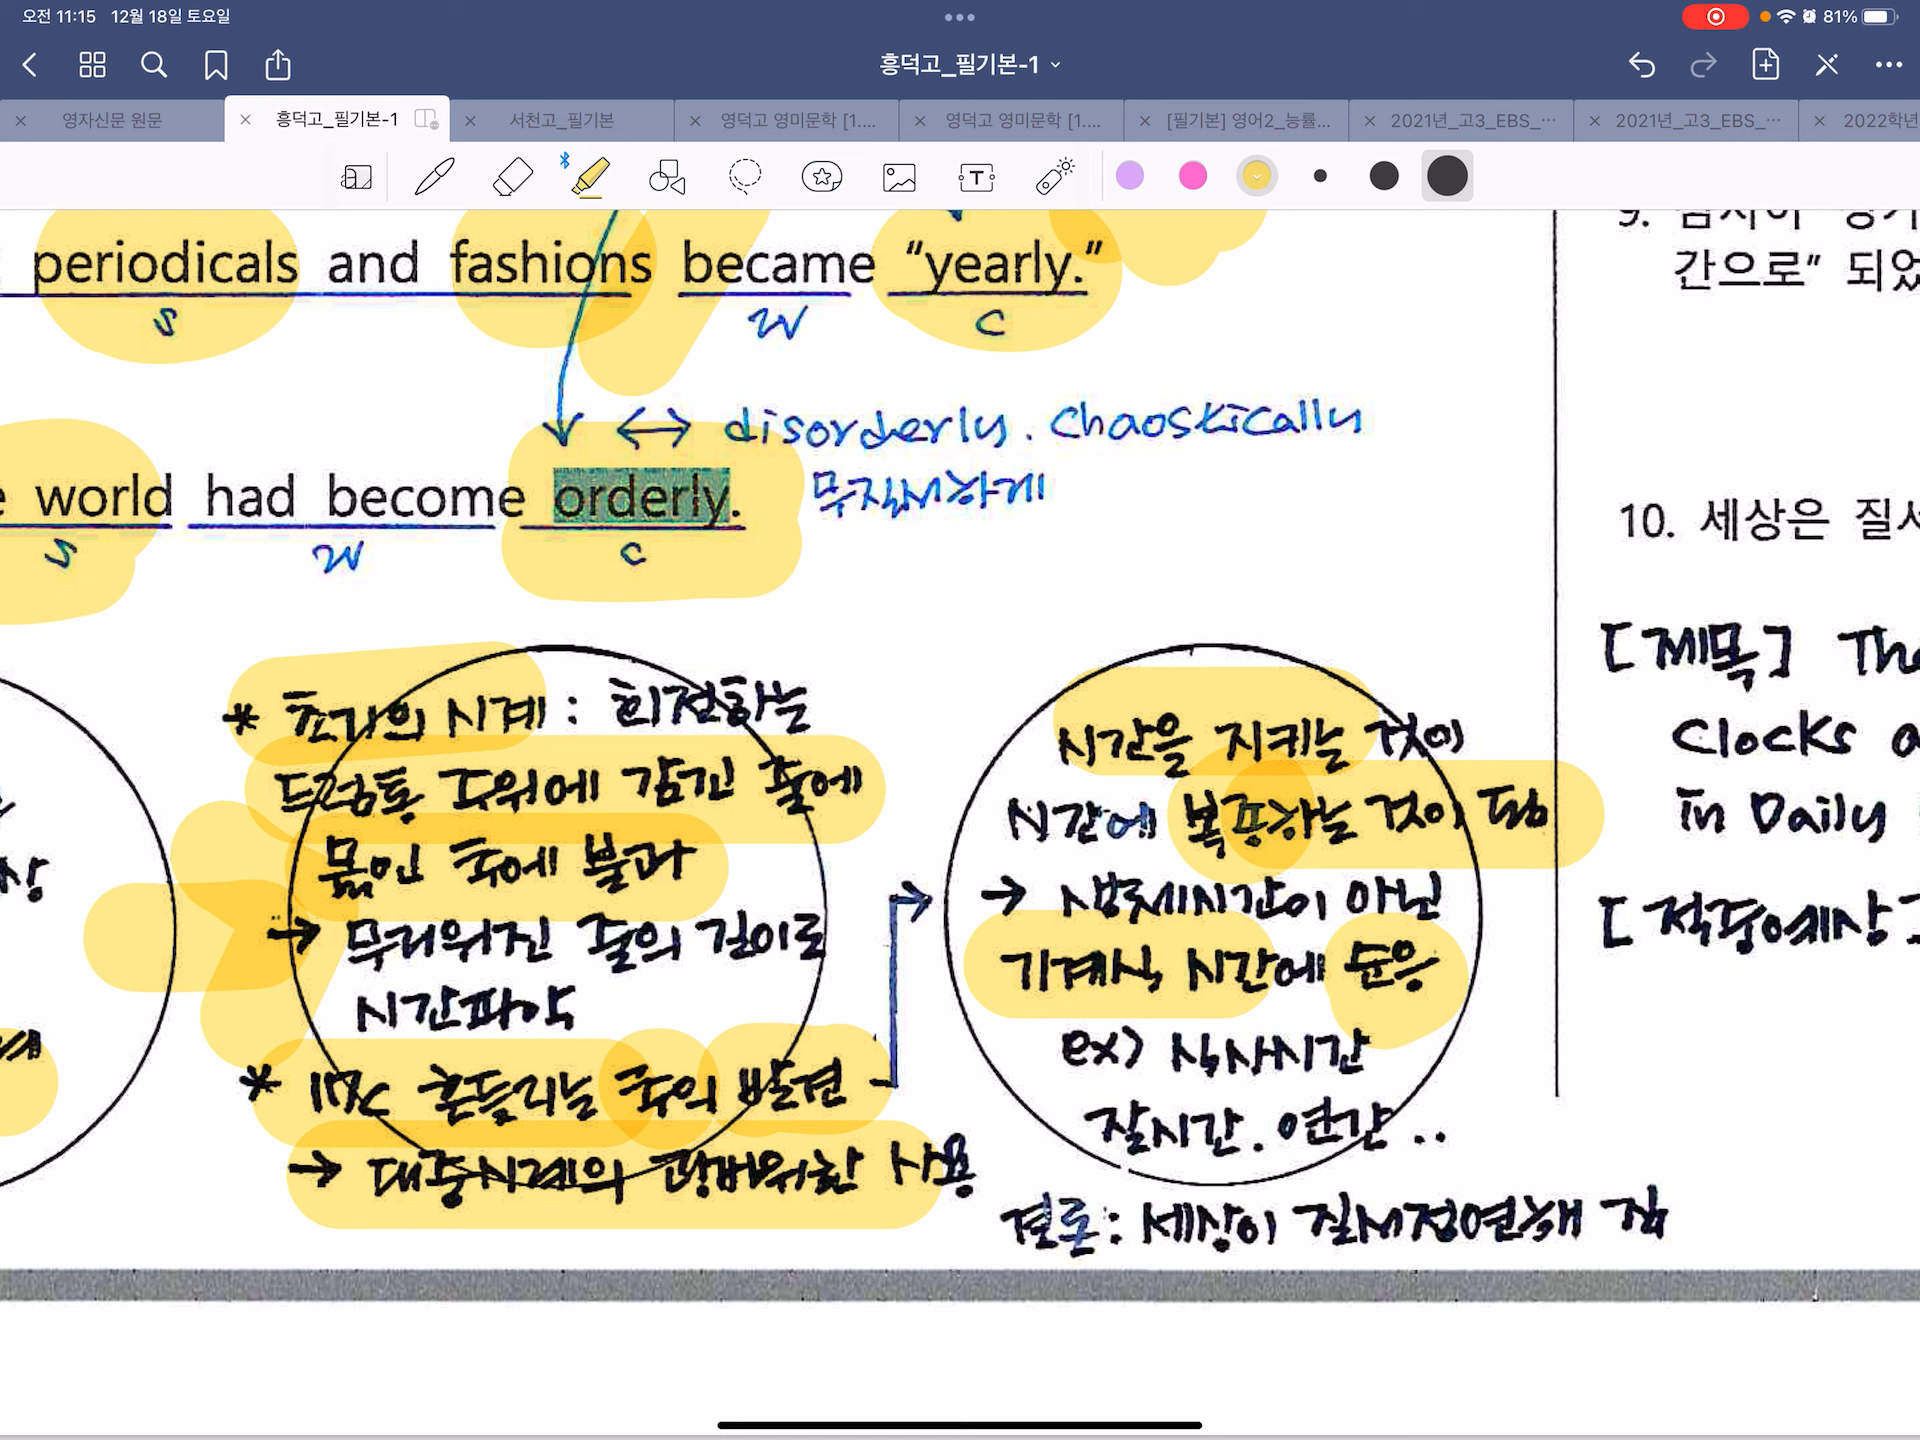 오전 11:15 12월 18일 토요일
81%
흥덕고_필기본-1
영자신문 원문
흥덕고_필기본-1
서천고_필기본
영덕고 영미문학 [1....
영덕고 영미문학 [1....
[필기본] 영어2_능률...
2021년_고3_EBS_...
2021년_고3_EBS_...
2022학년
periodicals and fashions became “yearly.”
S W C
↔ disorderly. Chaostically
world had become orderly.
무질서하게
S W C
9.
간으로” 되었
10. 세상은 질서
* 초기의 시계 : 회전하는
드럼통 주위에 감긴 줄에
묶인 추에 불과
→ 무거워진 줄의 길이로
시간파악
* 17C 흔들리는 추의 발견
→ 대중시계의 광범위한 사용
시간을 지키는 것이
시간에 복종하는 것이 됨
→ 생체시간이 아닌
기계식 시간에 순응
ex) 식사시간
잘시간. 연간..
결론: 세상이 질서정연해 짐
[제목] The
Clocks
in Daily
[적중예상